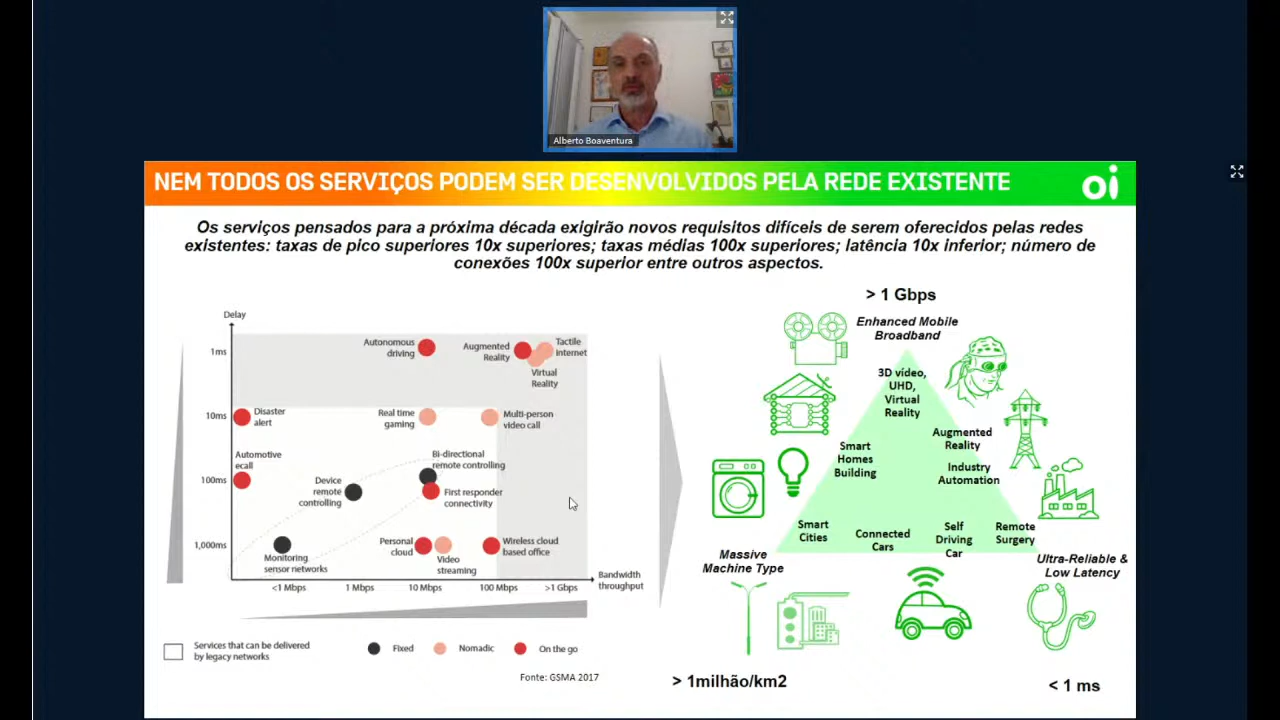 Alberto Boaventura
NEM TODOS OS SERVIÇOS PODEM SER DESENVOLVIDOS PELA REDE EXISTENTE
oi
Os serviços pensados para a próxima década exigirão novos requisitos difíceis de serem oferecidos pelas redes
existentes: taxas de pico superiores 10x superiores; taxas médias 100x superiores; latência 10x inferior; número de
conexões 100x superior entre outros aspectos.
Delay
1ms
10ms
100ms
1,000ms
Autonomous
driving
Augmented
Reality
Tactile
internet
Virtual
Reality
Disaster
alert
Real time
gaming
Multi-person
video call
Automotive
ecall
Bi-directional
remote controlling
Device
remote
controlling
First responder
connectivity
Monitoring
sensor networks
Personal
cloud
Video
streaming
Wireless cloud
based office
Bandwidth
throughput
<1 Mbps
1 Mbps
10 Mbps
100 Mbps
>1 Gbps
Services that can be delivered
by legacy networks
Fixed
Nomadic
On the go
Fonte: GSMA 2017
> 1 Gbps
Enhanced Mobile
Broadband
3D vídeo,
UHD,
Virtual
Reality
Augmented
Reality
Smart
Homes
Building
Industry
Automation
Smart
Cities
Connected
Cars
Self
Driving
Car
Remote
Surgery
Massive
Machine Type
Ultra-Reliable &
Low Latency
> 1milhão/km2
< 1 ms